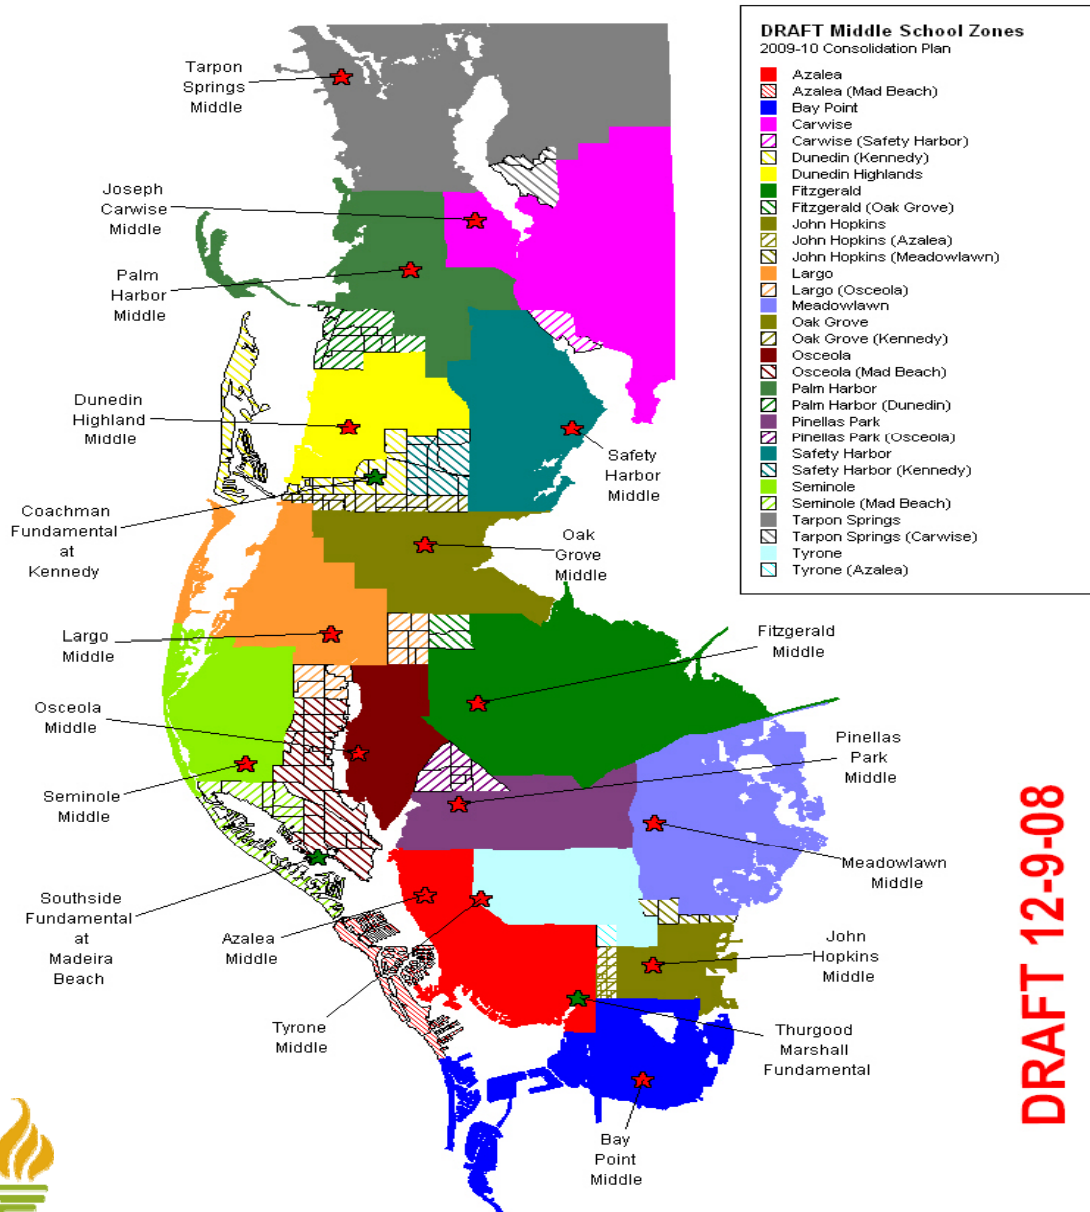 DRAFT Middle School Zones
2009-10 Consolidation Plan
Azalea
Azalea (Mad Beach)
Bay Point
Carwise
Carwise (Safety Harbor)
Dunedin (Kennedy)
Dunedin Highlands
Fitzgerald
Fitzgerald (Oak Grove)
John Hopkins
John Hopkins (Azalea)
John Hopkins (Meadowlawn)
Largo
Largo (Osceola)
Meadowlawn
Oak Grove
Oak Grove (Kennedy)
Osceola
Osceola (Mad Beach)
Palm Harbor
Palm Harbor (Dunedin)
Pinellas Park
Pinellas Park (Osceola)
Safety Harbor
Safety Harbor (Kennedy)
Seminole
Seminole (Mad Beach)
Tarpon Springs
Tarpon Springs (Carwise)
Tyrone
Tyrone (Azalea)
Tarpon
Springs
Middle
Joseph
Carwise
Middle
Palm
Harbor
Middle
Dunedin
Highland
Middle
Safety
Harbor
Middle
Coachman
Fundamental
at
Kennedy
Oak
Grove
Middle
Largo
Middle
Fitzgerald
Middle
Osceola
Middle
Pinellas
Park
Middle
Seminole
Middle
Meadowlawn
Middle
Southside
Fundamental
at
Madeira
Beach
Azalea
Middle
John
Hopkins
Middle
Tyrone
Middle
Thurgood
Marshall
Fundamental
Bay
Point
Middle
DRAFT 12-9-08